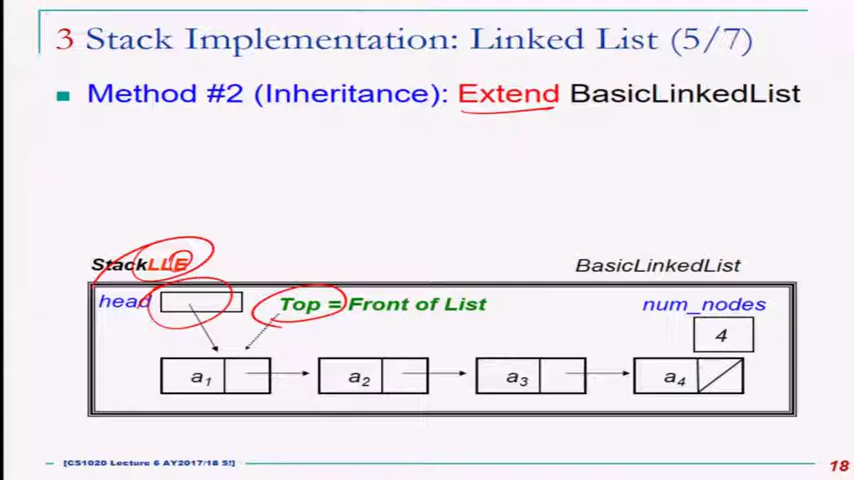 3 Stack Implementation: Linked List (5/7)
Method #2 (Inheritance): Extend BasicLinkedList
StackLLE BasicLinkedList
head Top = Front of List num_nodes
4
a1 a2 a3 a4
[CS1020 Lecture 6 AY2017/18 S1]
18